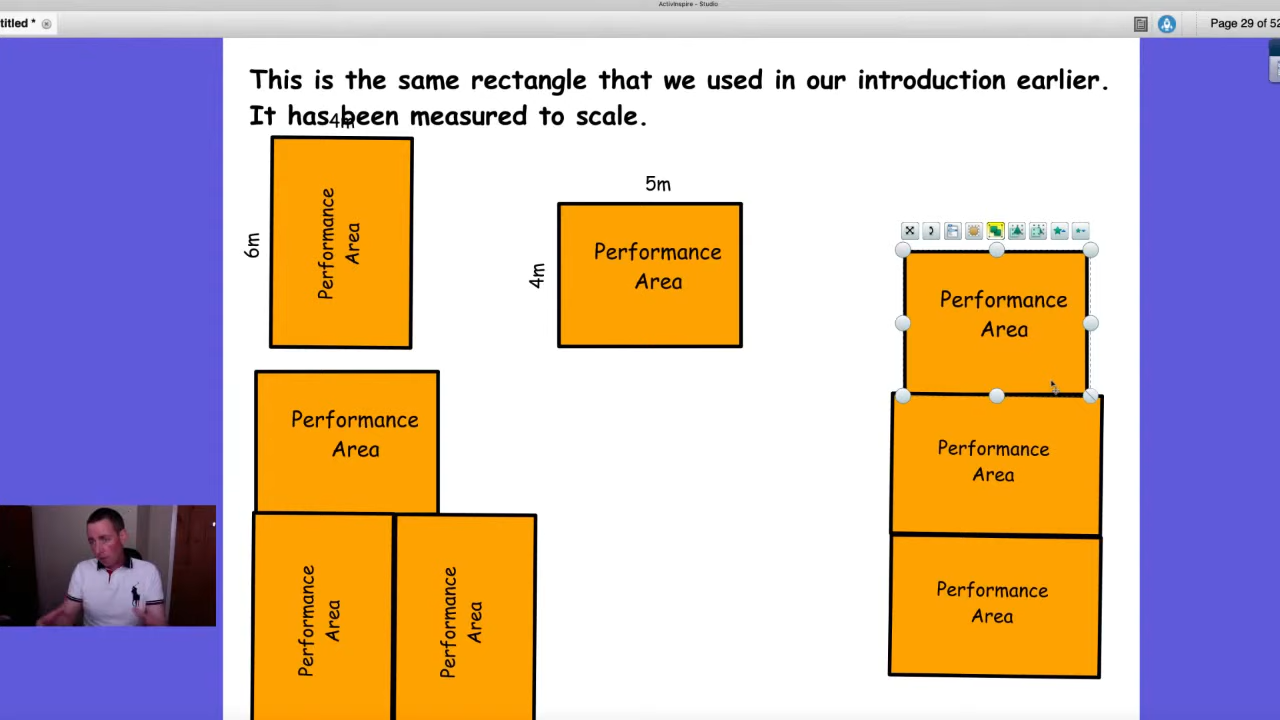 ActivInspire - Studio
titled *
Page 29 of 52
This is the same rectangle that we used in our introduction earlier.
It has been measured to scale.
4m
6m
Performance
Area
5m
4m
Performance
Area
Performance
Area
Performance
Area
Performance
Area
Performance
Area
Performance
Area
Performance
Area